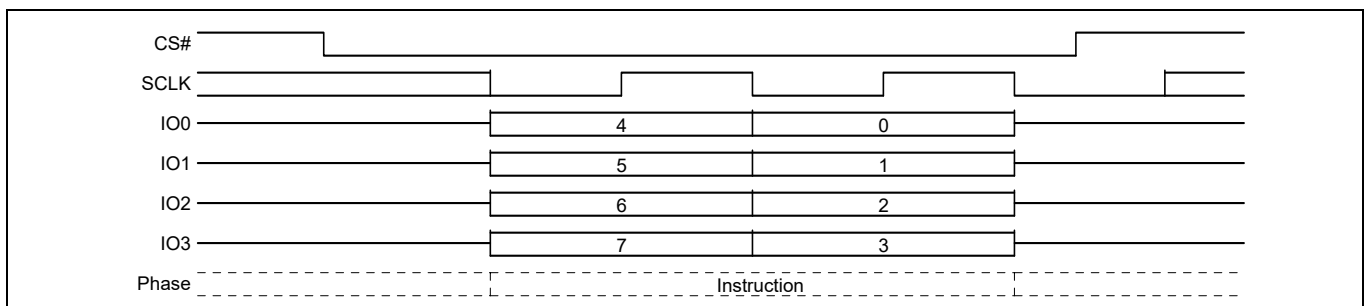 CS#
SCLK
IO0 4 0
IO1 5 1
IO2 6 2
IO3 7 3
Phase Instruction